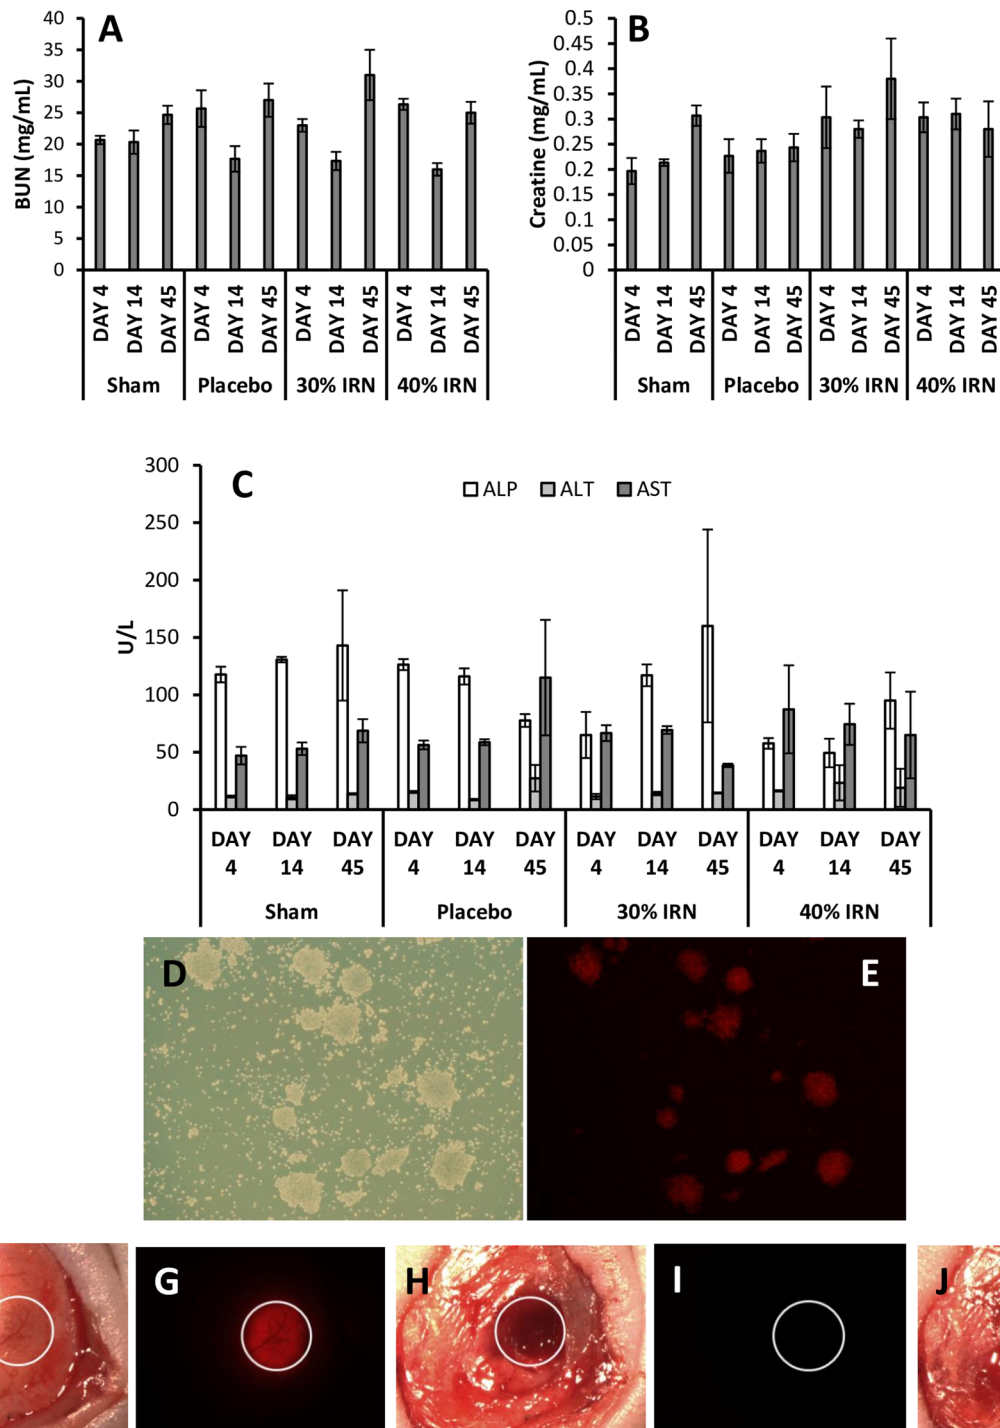 A
BUN (mg/mL)
40
35
30
25
20
15
10
5
0
DAY 4 DAY 14 DAY 45 DAY 4 DAY 14 DAY 45 DAY 4 DAY 14 DAY 45 DAY 4 DAY 14 DAY 45
Sham Placebo 30% IRN 40% IRN
B
Creatine (mg/mL)
0.5
0.45
0.4
0.35
0.3
0.25
0.2
0.15
0.1
0.05
0
DAY 4 DAY 14 DAY 45 DAY 4 DAY 14 DAY 45 DAY 4 DAY 14 DAY 45 DAY 4 DAY 14 DAY 45
Sham Placebo 30% IRN 40% IRN
C
ALP ALT AST
U/L
300
250
200
150
100
50
0
DAY DAY DAY DAY DAY DAY DAY DAY DAY DAY DAY DAY
4 14 45 4 14 45 4 14 45 4 14 45
Sham Placebo 30% IRN 40% IRN
D
E
G
H
I
J